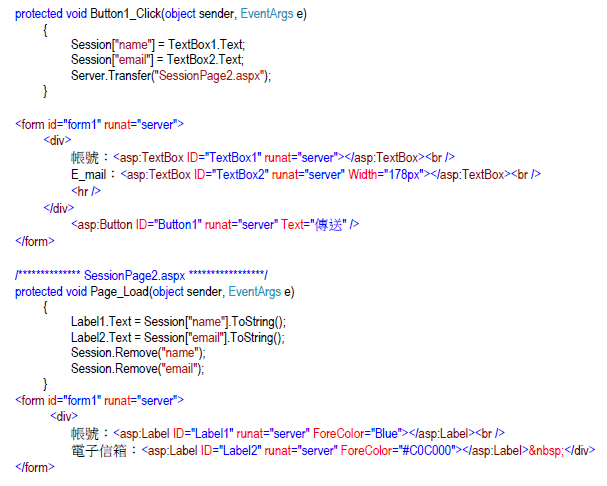 protected void Button1_Click(object sender, EventArgs e)
{
Session["name"] = TextBox1.Text;
Session["email"] = TextBox2.Text;
Server.Transfer("SessionPage2.aspx");
}
<form id="form1" runat="server">
<div>
帳號：<asp:TextBox ID="TextBox1" runat="server"></asp:TextBox><br />
E_mail：<asp:TextBox ID="TextBox2" runat="server" Width="178px"></asp:TextBox><br />
<hr />
</div>
<asp:Button ID="Button1" runat="server" Text="傳送" />
</form>
/************** SessionPage2.aspx *****************/
protected void Page_Load(object sender, EventArgs e)
{
Label1.Text = Session["name"].ToString();
Label2.Text = Session["email"].ToString();
Session.Remove("name");
Session.Remove("email");
}
<form id="form1" runat="server">
<div>
帳號：<asp:Label ID="Label1" runat="server" ForeColor="Blue"></asp:Label><br />
電子信箱：<asp:Label ID="Label2" runat="server" ForeColor="#C0C000"></asp:Label>&nbsp;</div>
</form>